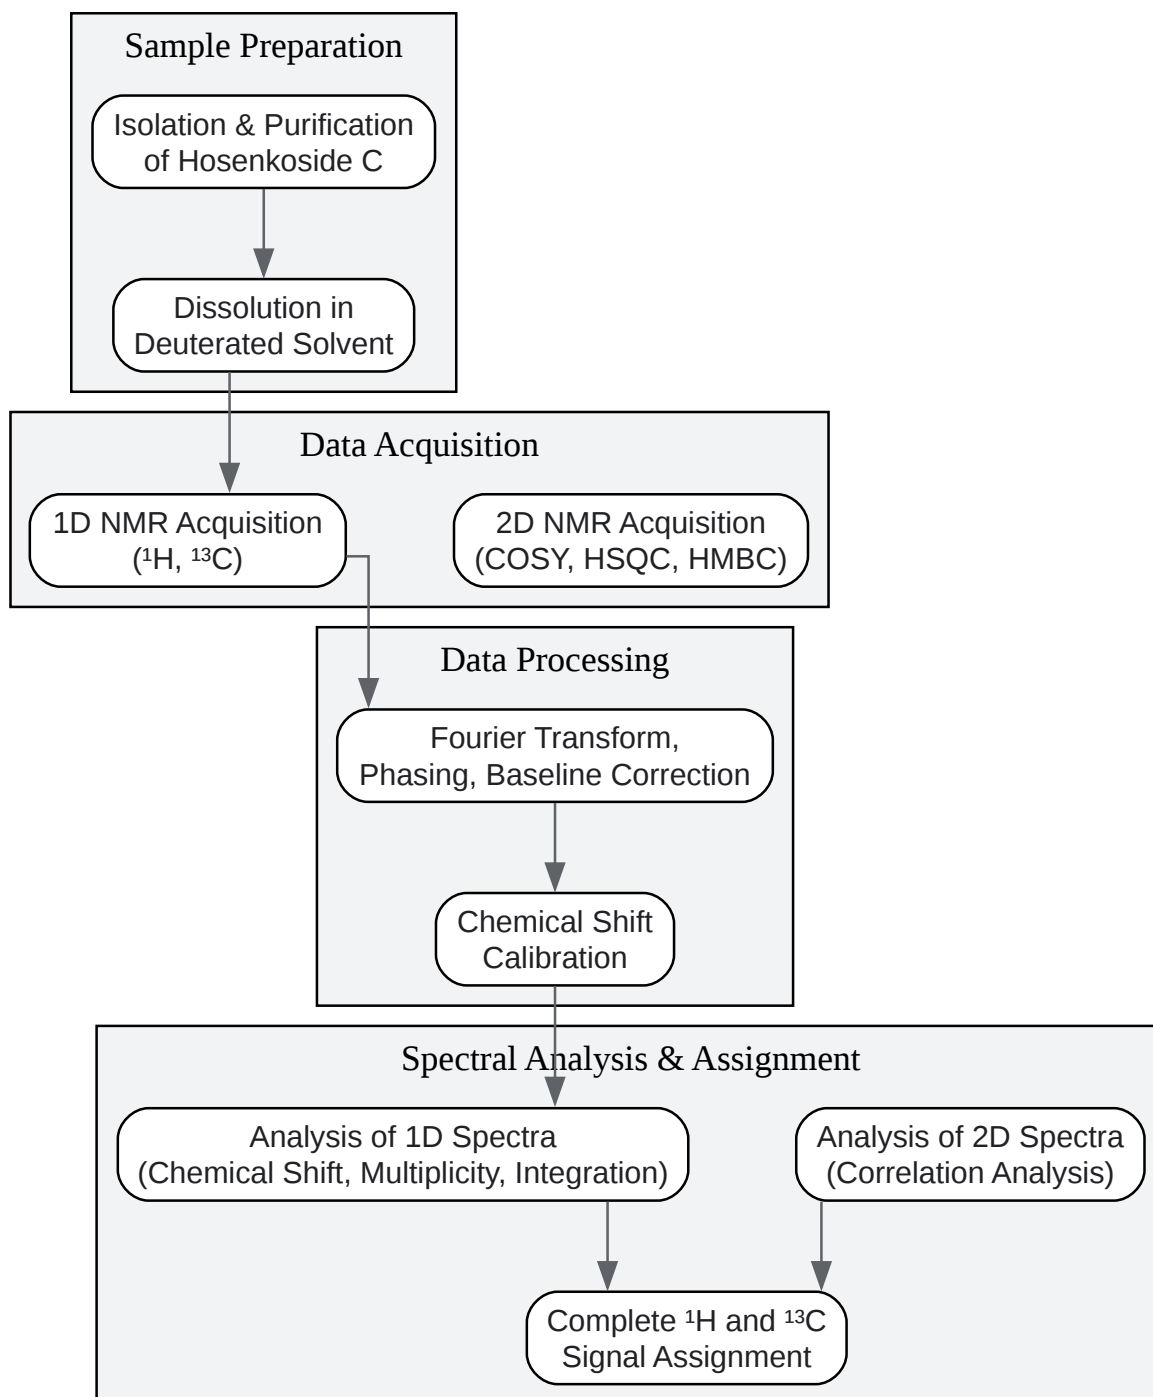 Sample Preparation
Isolation & Purification
of Hosenkoside C
Dissolution in
Deuterated Solvent
Data Acquisition
1D NMR Acquisition
(¹H, ¹³C)
2D NMR Acquisition
(COSY, HSQC, HMBC)
Data Processing
Fourier Transform,
Phasing, Baseline Correction
Chemical Shift
Calibration
Spectral Analysis & Assignment
Analysis of 1D Spectra
(Chemical Shift, Multiplicity, Integration)
Analysis of 2D Spectra
(Correlation Analysis)
Complete ¹H and ¹³C
Signal Assignment